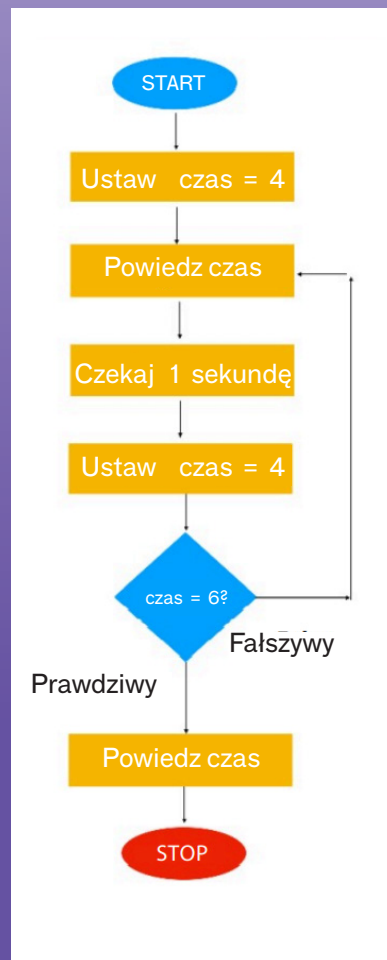 START
Ustaw czas = 4
Powiedz czas
Czekaj 1 sekundę
Ustaw czas = 4
czas = 6?
Fałszywy
Prawdziwy
Powiedz czas
STOP